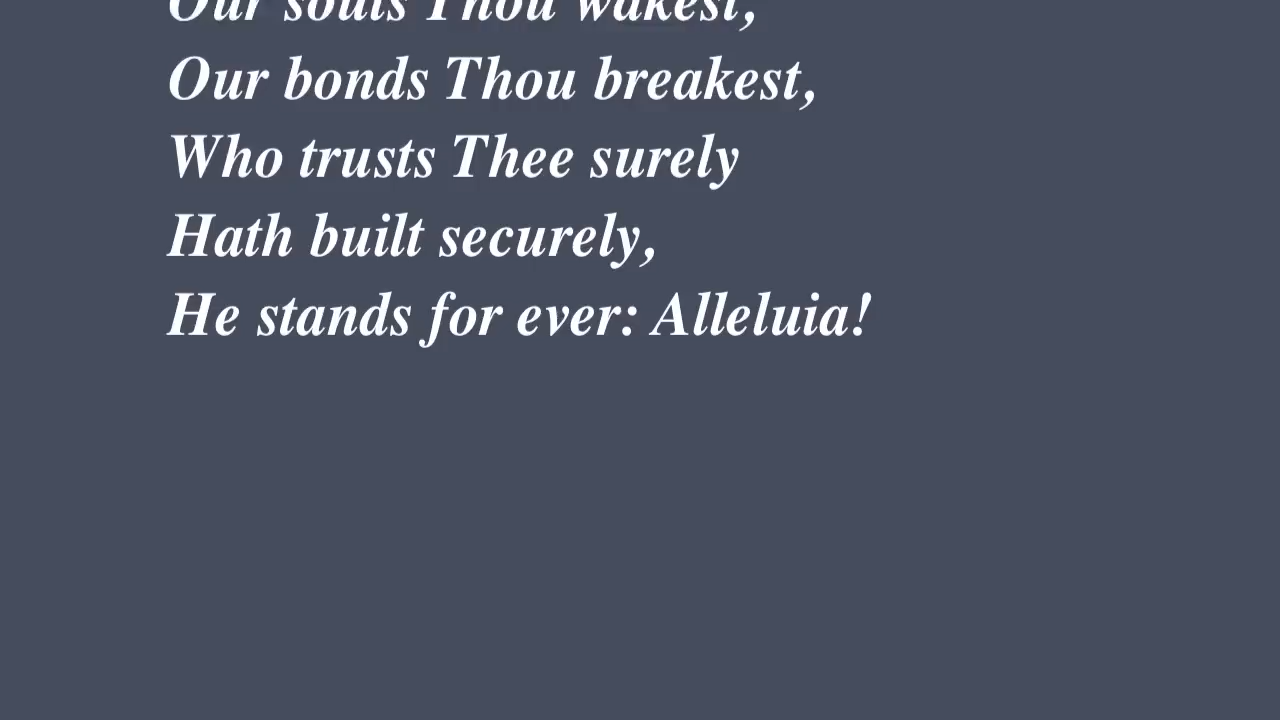 Our souls Thou wakest,
Our bonds Thou breakest,
Who trusts Thee surely
Hath built securely,
He stands for ever: Alleluia!